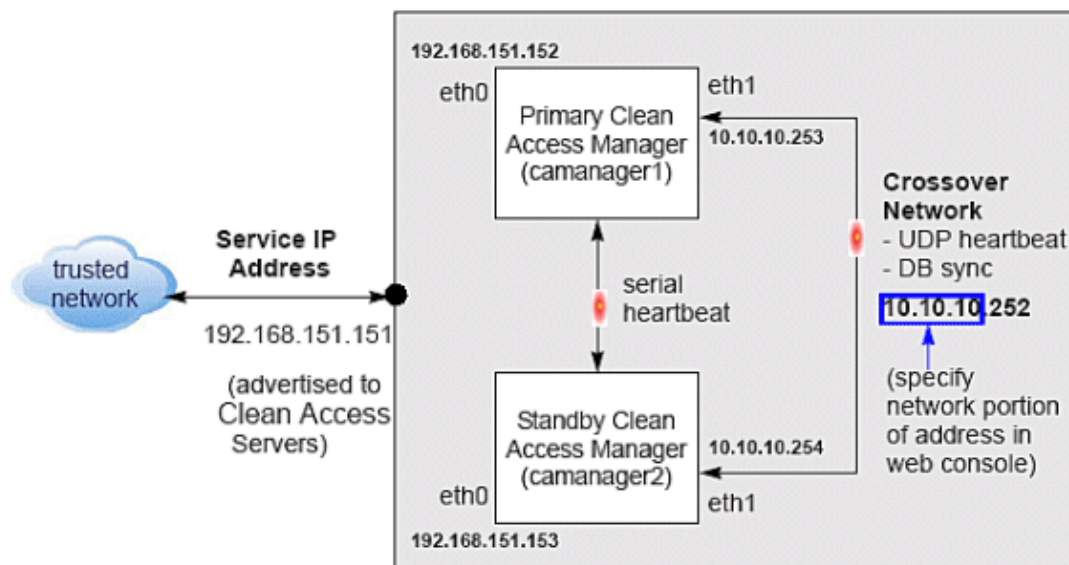 192.168.151.152
eth0
eth1
Primary Clean
Access Manager
(camanager1)
10.10.10.253
Crossover
Network
- UDP heartbeat
- DB sync
10.10.10.252
(specify
network portion
of address in
web console)
trusted
network
Service IP
Address
192.168.151.151
(advertised to
Clean Access
Servers)
serial
heartbeat
Standby Clean
Access Manager
(camanager2)
10.10.10.254
eth0
eth1
192.168.151.153